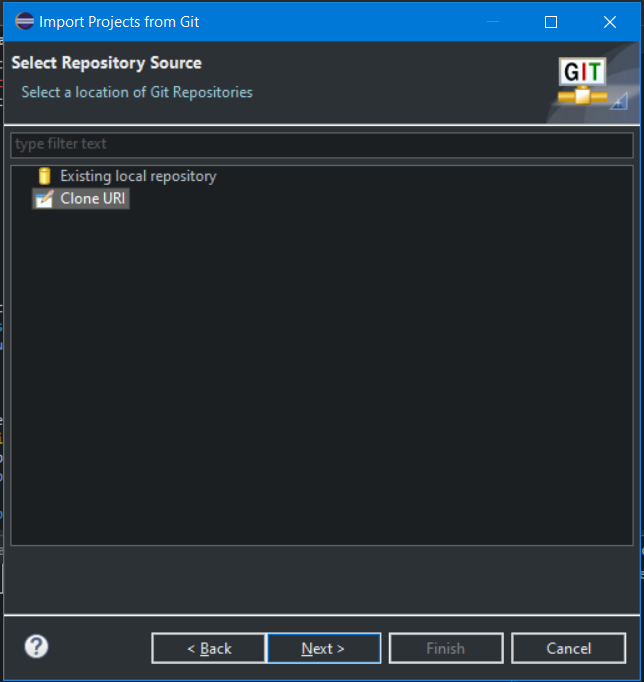 Import Projects from Git
Select Repository Source
Select a location of Git Repositories
GIT
type filter text
Existing local repository
Clone URI
?
< Back
Next >
Finish
Cancel